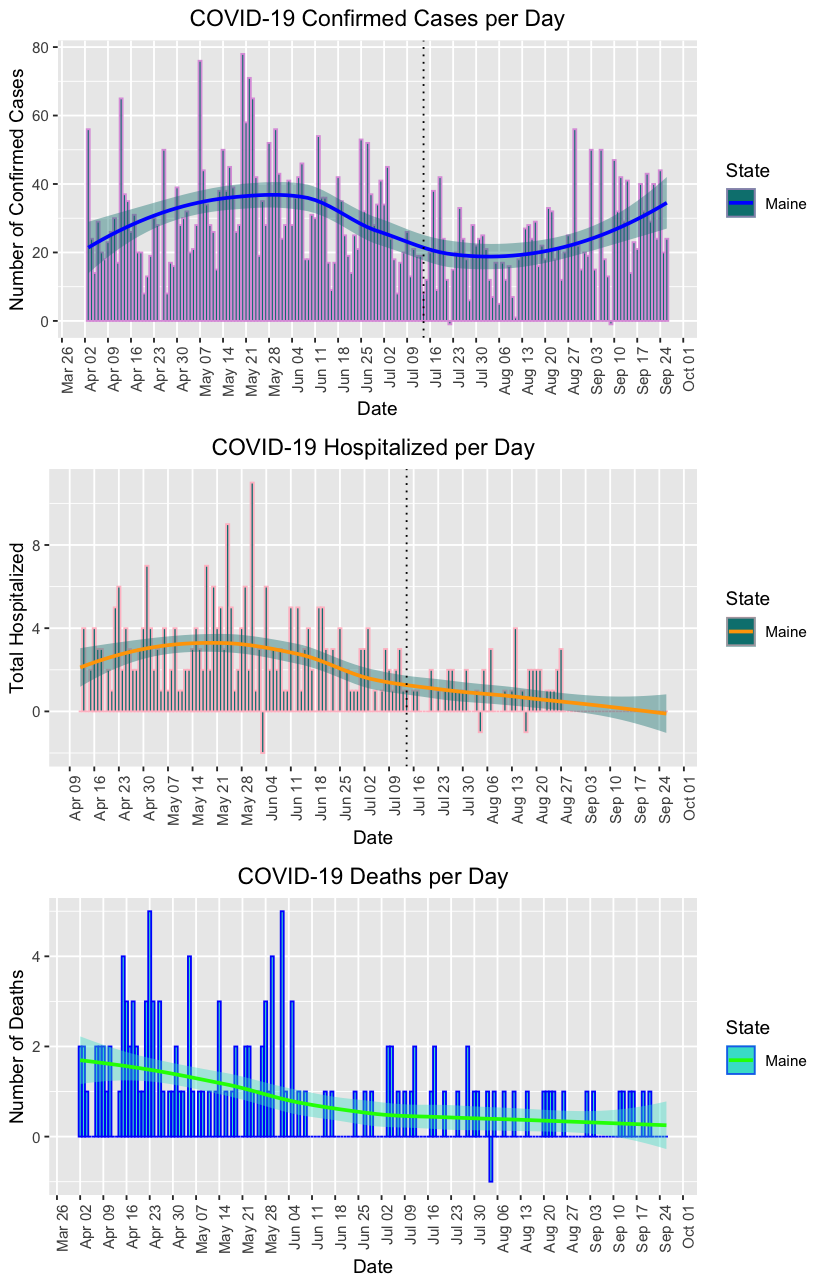 COVID-19 Confirmed Cases per Day
Number of Confirmed Cases
80
60
40
20
0
Mar 26
Apr 02
Apr 09
Apr 16
Apr 23
Apr 30
May 07
May 14
May 21
May 28
Jun 04
Jun 11
Jun 18
Jun 25
Jul 02
Jul 09
Jul 16
Jul 23
Jul 30
Aug 06
Aug 13
Aug 20
Aug 27
Sep 03
Sep 10
Sep 17
Sep 24
Oct 01
Date
State
Maine
COVID-19 Hospitalized per Day
Total Hospitalized
8
4
0
Apr 09
Apr 16
Apr 23
Apr 30
May 07
May 14
May 21
May 28
Jun 04
Jun 11
Jun 18
Jun 25
Jul 02
Jul 09
Jul 16
Jul 23
Jul 30
Aug 06
Aug 13
Aug 20
Aug 27
Sep 03
Sep 10
Sep 17
Sep 24
Oct 01
Date
State
Maine
COVID-19 Deaths per Day
Number of Deaths
4
2
0
Mar 26
Apr 02
Apr 09
Apr 16
Apr 23
Apr 30
May 07
May 14
May 21
May 28
Jun 04
Jun 11
Jun 18
Jun 25
Jul 02
Jul 09
Jul 16
Jul 23
Jul 30
Aug 06
Aug 13
Aug 20
Aug 27
Sep 03
Sep 10
Sep 17
Sep 24
Oct 01
Date
State
Maine